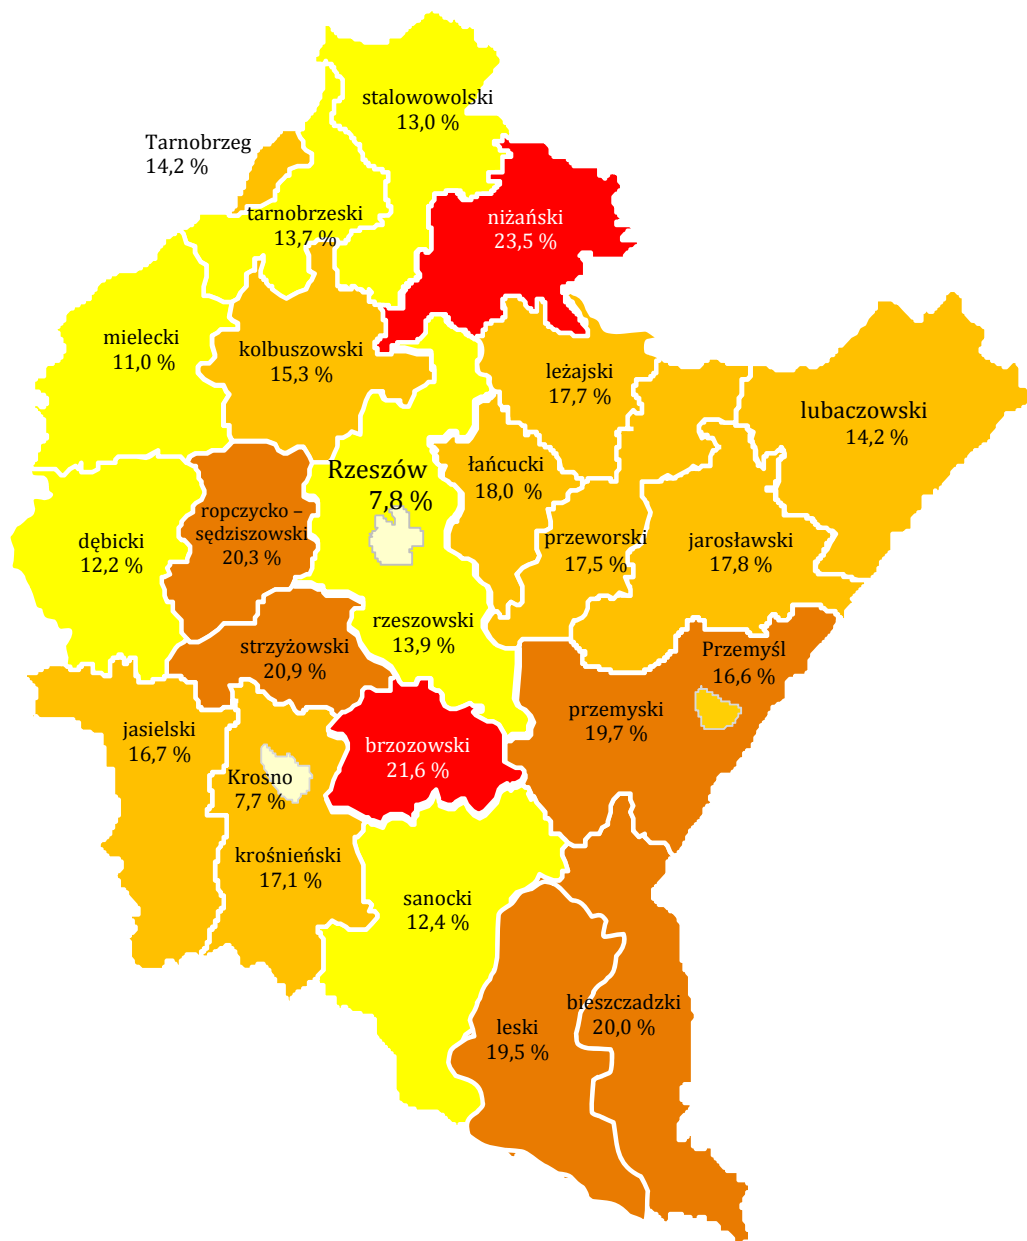 stalowowolski
13,0 %
Tarnobrzeg
14,2 %
tarnobrzeski
13,7 %
niżański
23,5 %
mielecki
11,0 %
kolbuszowski
15,3 %
leżajski
17,7 %
lubaczowski
14,2 %
Rzeszów
7,8 %
łańcucki
18,0 %
ropczycko –
sędziszowski
20,3 %
dębicki
12,2 %
przeworski
17,5 %
jarosławski
17,8 %
rzeszowski
13,9 %
strzyżowski
20,9 %
Przemyśl
16,6 %
przemyski
19,7 %
jasielski
16,7 %
brzozowski
21,6 %
Krosno
7,7 %
krośnieński
17,1 %
sanocki
12,4 %
bieszczadzki
20,0 %
leski
19,5 %